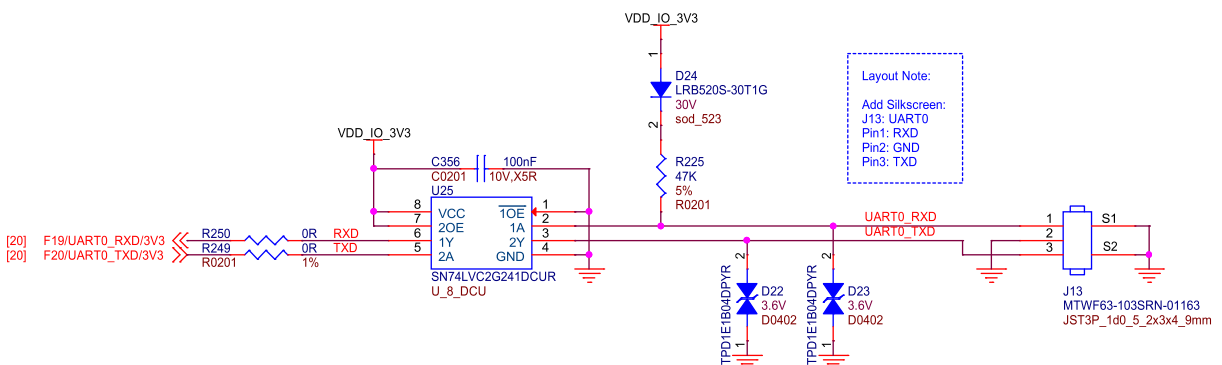 VDD_IO_3V3
1
D24
LRB520S-30T1G
30V
sod_523
2
R225
47K
5%
R0201
Layout Note:
Add Silkscreen:
J13: UART0
Pin1: RXD
Pin2: GND
Pin3: TXD
VDD_IO_3V3
C356 100nF
C0201 10V,X5R
U25
8 VCC 1OE 1
7 2OE 1A 2
6 1Y 2Y 3
5 2A GND 4
SN74LVC2G241DCUR
U_8_DCU
[20] F19/UART0_RXD/3V3 R250 0R RXD
[20] F20/UART0_TXD/3V3 R249 0R TXD
R0201 1%
UART0_RXD
UART0_TXD
2
TPD1E1B04DPYR
D22
3.6V
D0402
1
2
TPD1E1B04DPYR
D23
3.6V
D0402
1
1 S1
2
3 S2
J13
MTWF63-103SRN-01163
JST3P_1d0_5_2x3x4_9mm